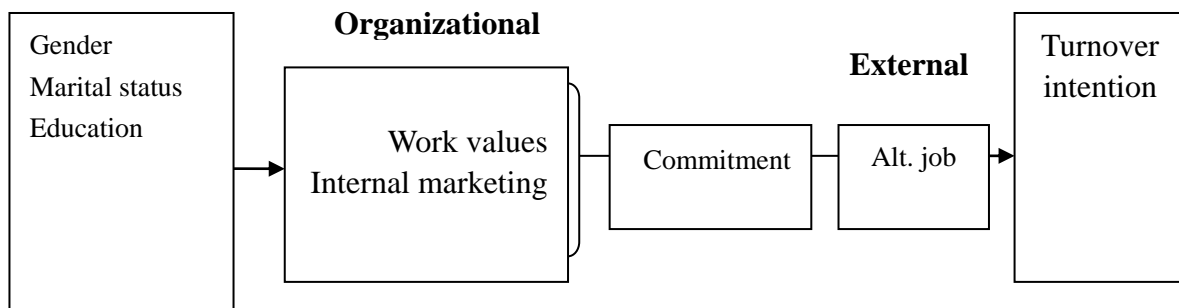 Gender
Marital status
Education
Organizational
Work values
Internal marketing
Commitment
External
Alt. job
Turnover
intention